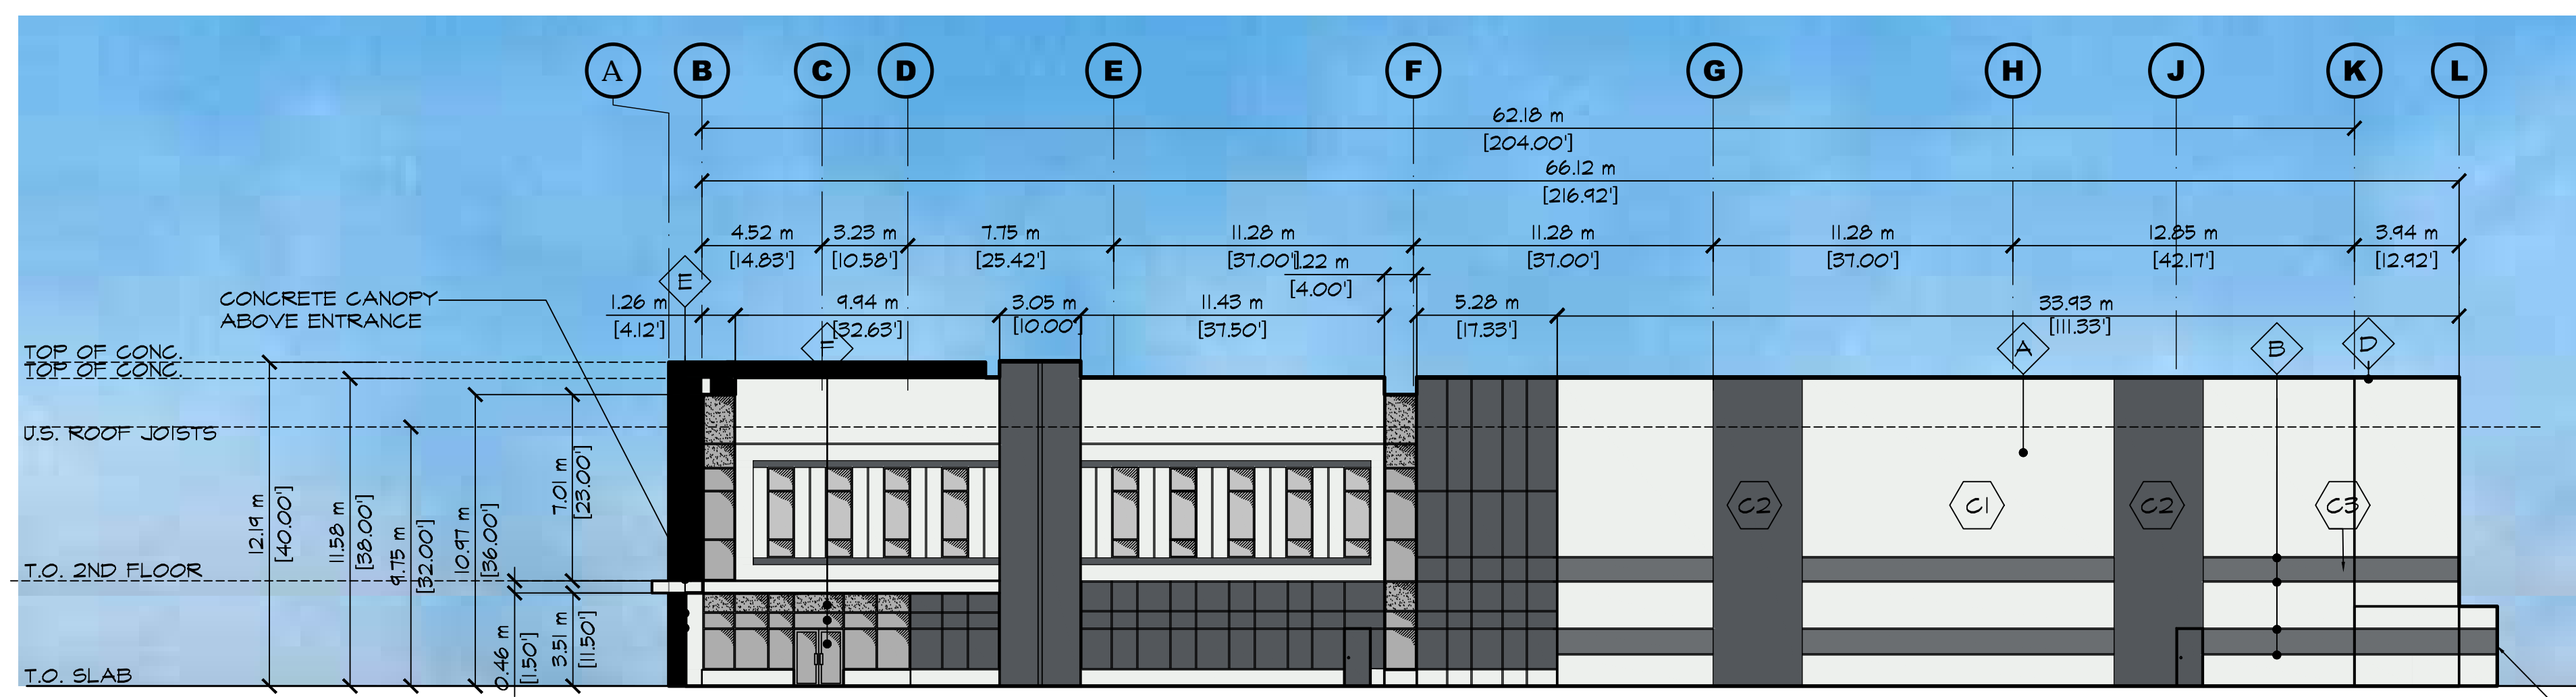 A B C D E F G H J K L
62.18 m
[204.00']
66.12 m
[216.92']
4.52 m 3.23 m 7.75 m 11.28 m 11.28 m 11.28 m 12.85 m 3.94 m
[14.83'] [10.58'] [25.42'] [37.00'] [37.00'] [37.00'] [42.17'] [12.92']
1.22 m
[4.00']
E
1.26 m 9.94 m 3.05 m 11.43 m 5.28 m 33.93 m
[4.12'] [32.63'] [10.00'] [37.50'] [17.33'] [111.33']
CONCRETE CANOPY
ABOVE ENTRANCE
F A B D
TOP OF CONC.
TOP OF CONC.
U.S. ROOF JOISTS
12.19 m
[40.00']
11.58 m
[38.00']
9.75 m
[32.00']
10.97 m
[36.00']
7.01 m
[23.00']
C2 C1 C2 C3
T.O. 2ND FLOOR
0.46 m
[1.50']
3.51 m
[11.50']
T.O. SLAB